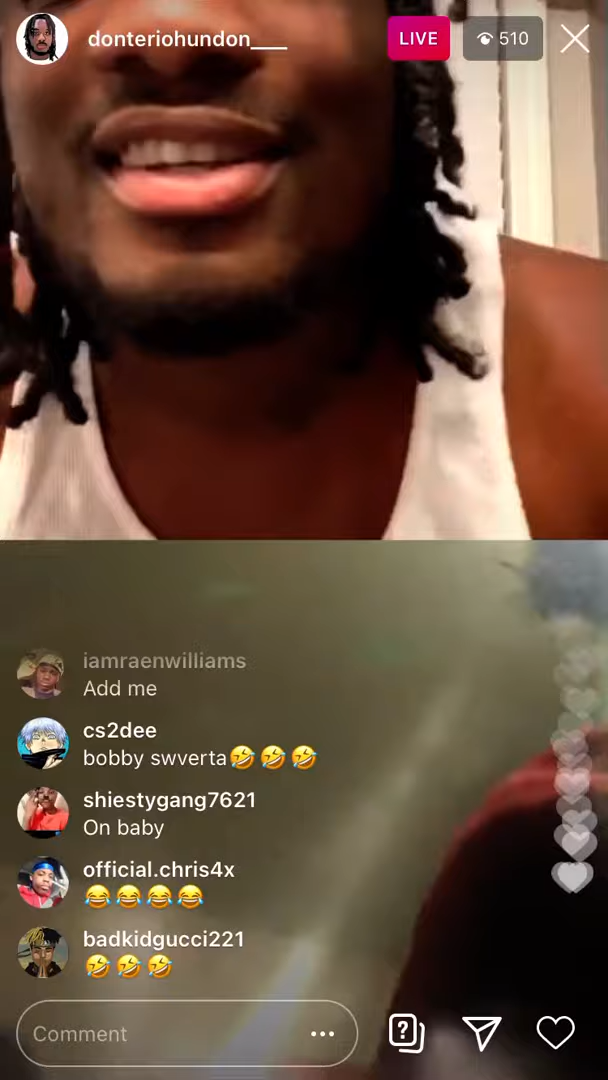 donteriohundon___
LIVE
510
iamraenwilliams
Add me
cs2dee
bobby swverta🤣🤣🤣
shiestygang7621
On baby
official.chris4x
😂😂😂😂
badkidgucci221
🤣🤣🤣
Comment